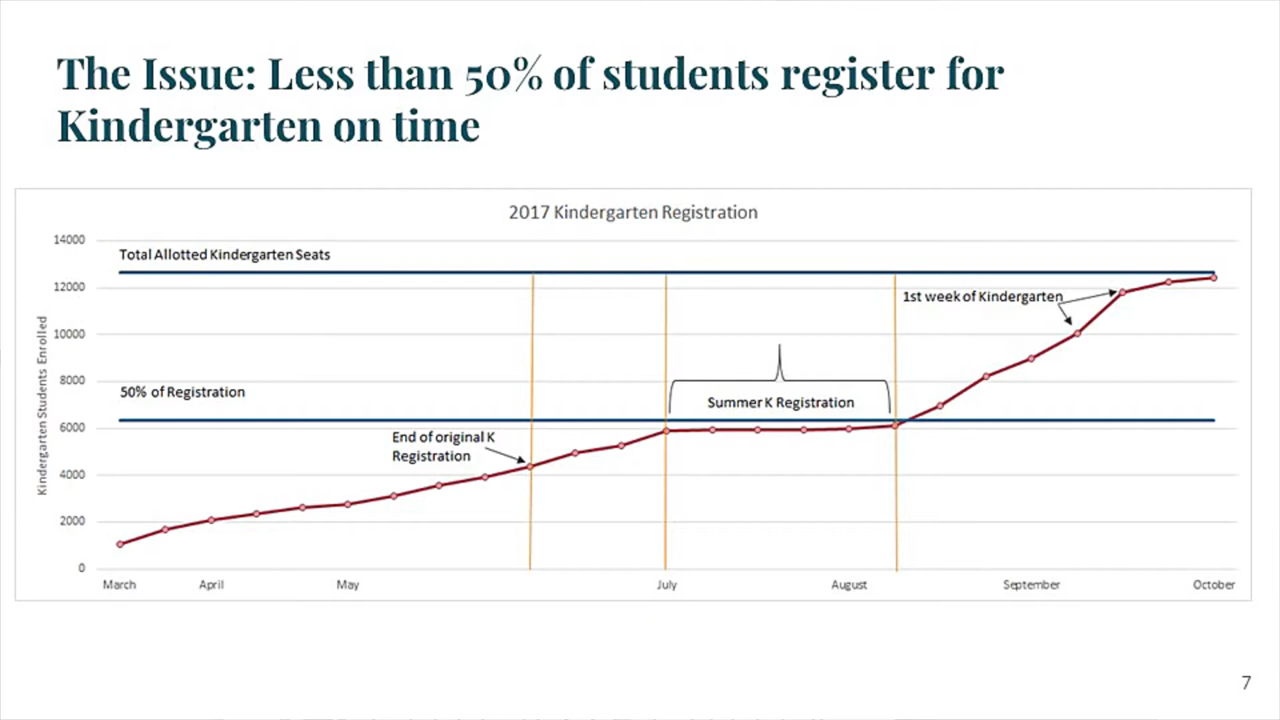 The Issue: Less than 50% of students register for
Kindergarten on time
2017 Kindergarten Registration
Kindergarten Students Enrolled
14000
12000
10000
8000
6000
4000
2000
0
Total Allotted Kindergarten Seats
1st week of Kindergarten
50% of Registration
Summer K Registration
End of original K
Registration
March April May July August September October
7